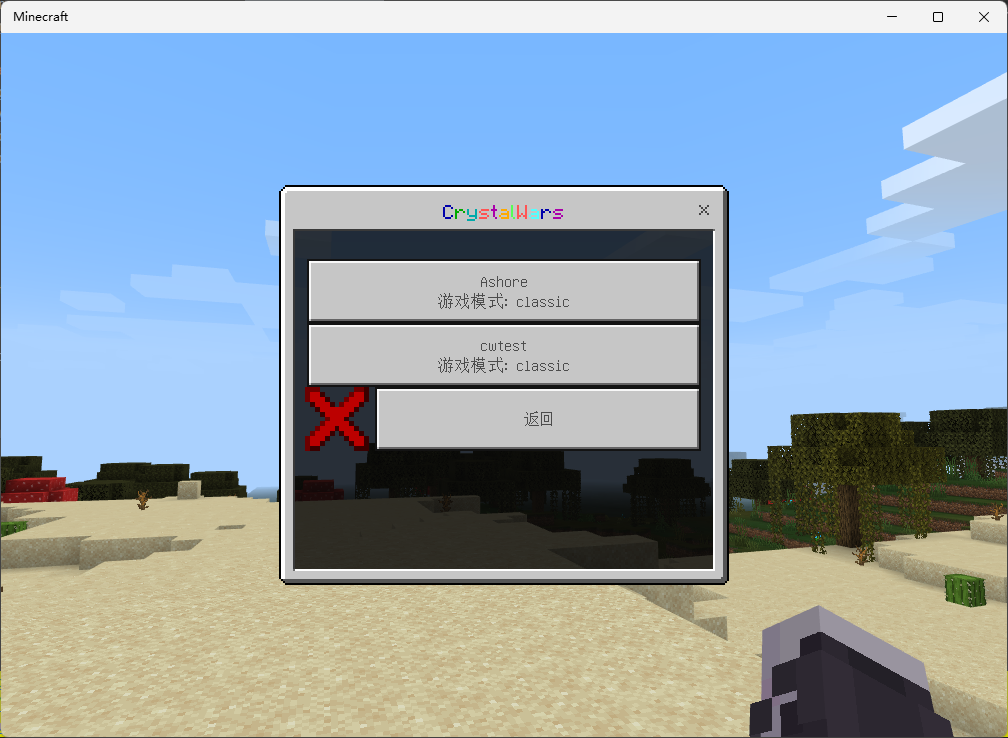 Minecraft
CrystalWars
Ashore
游戏模式: classic
cwtest
游戏模式: classic
返回